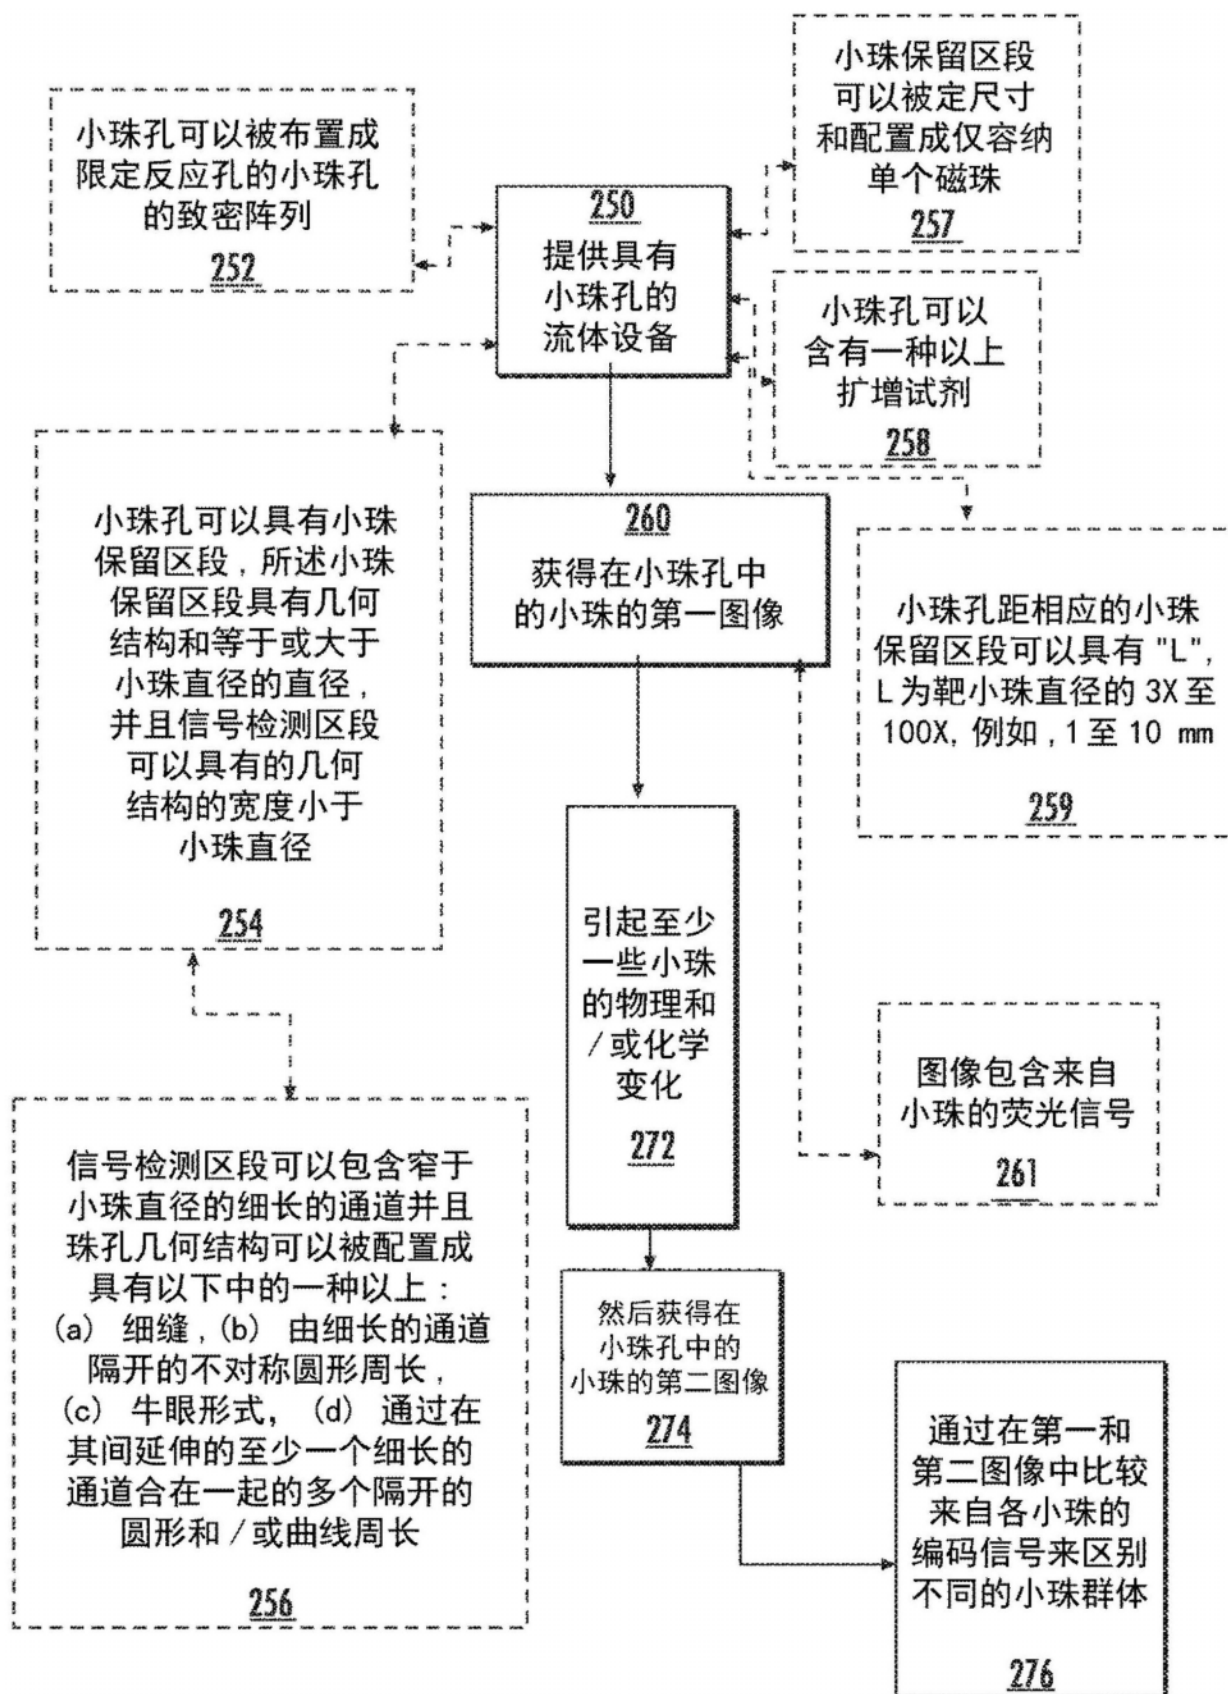 小珠孔可以被布置成
限定反应孔的小珠孔
的致密阵列
252
250
提供具有
小珠孔的
流体设备
小珠保留区段
可以被定尺寸
和配置成仅容纳
单个磁珠
257
小珠孔可以
含有一种以上
扩增试剂
258
小珠孔可以具有小珠
保留区段,所述小珠
保留区段具有几何
结构和等于或大于
小珠直径的直径,
并且信号检测区段
可以具有的几何
结构的宽度小于
小珠直径
254
260
获得在小珠孔中
的小珠的第一图像
小珠孔距相应的小珠
保留区段可以具有 "L",
L 为靶小珠直径的 3X 至
100X, 例如, 1 至 10 mm
259
引起至少
一些小珠
的物理和
/或化学
变化
272
图像包含来自
小珠的荧光信号
261
信号检测区段可以包含窄于
小珠直径的细长的通道并且
珠孔几何结构可以被配置成
具有以下中的一种以上:
(a) 细缝, (b) 由细长的通道
隔开的不对称圆形周长,
(c) 牛眼形式, (d) 通过在
其间延伸的至少一个细长的
通道合在一起的多个隔开的
圆形和/或曲线周长
256
然后获得在
小珠孔中的
小珠的第二图像
274
通过在第一和
第二图像中比较
来自各小珠的
编码信号来区别
不同的小珠群体
276